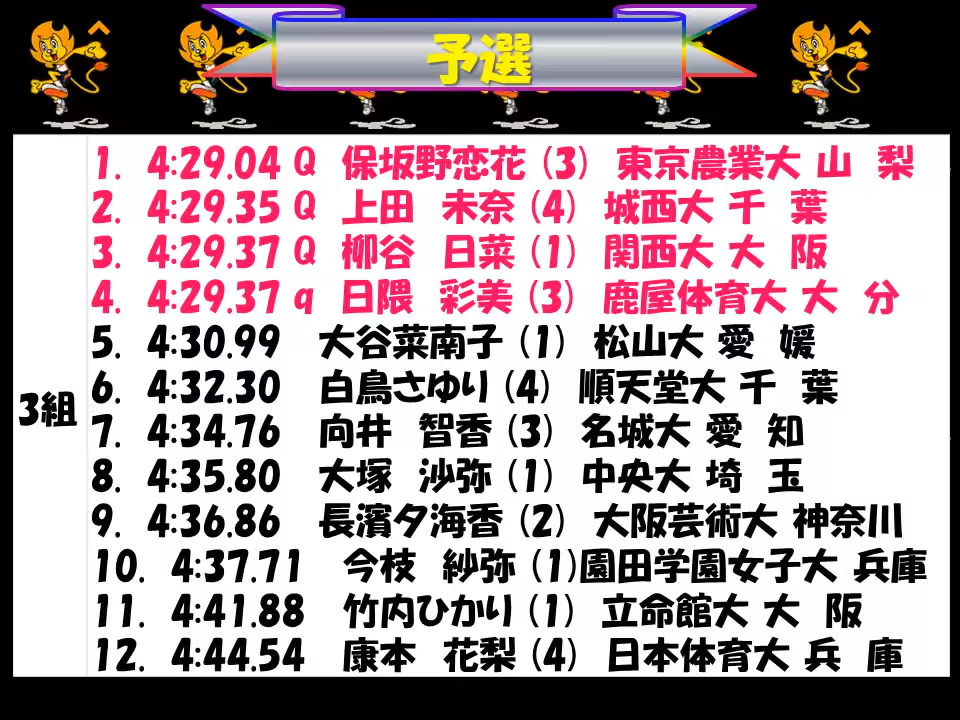 予選
3組
1. 4:29.04 Q 保坂野恋花 (3) 東京農業大 山 梨
2. 4:29.35 Q 上田 未奈 (4) 城西大 千 葉
3. 4:29.37 Q 柳谷 日菜 (1) 関西大 大 阪
4. 4:29.37 q 日隈 彩美 (3) 鹿屋体育大 大 分
5. 4:30.99 大谷菜南子 (1) 松山大 愛 媛
6. 4:32.30 白鳥さゆり (4) 順天堂大 千 葉
7. 4:34.76 向井 智香 (3) 名城大 愛 知
8. 4:35.80 大塚 沙弥 (1) 中央大 埼 玉
9. 4:36.86 長濱夕海香 (2) 大阪芸術大 神奈川
10. 4:37.71 今枝 紗弥 (1)園田学園女子大 兵庫
11. 4:41.88 竹内ひかり (1) 立命館大 大 阪
12. 4:44.54 康本 花梨 (4) 日本体育大 兵 庫